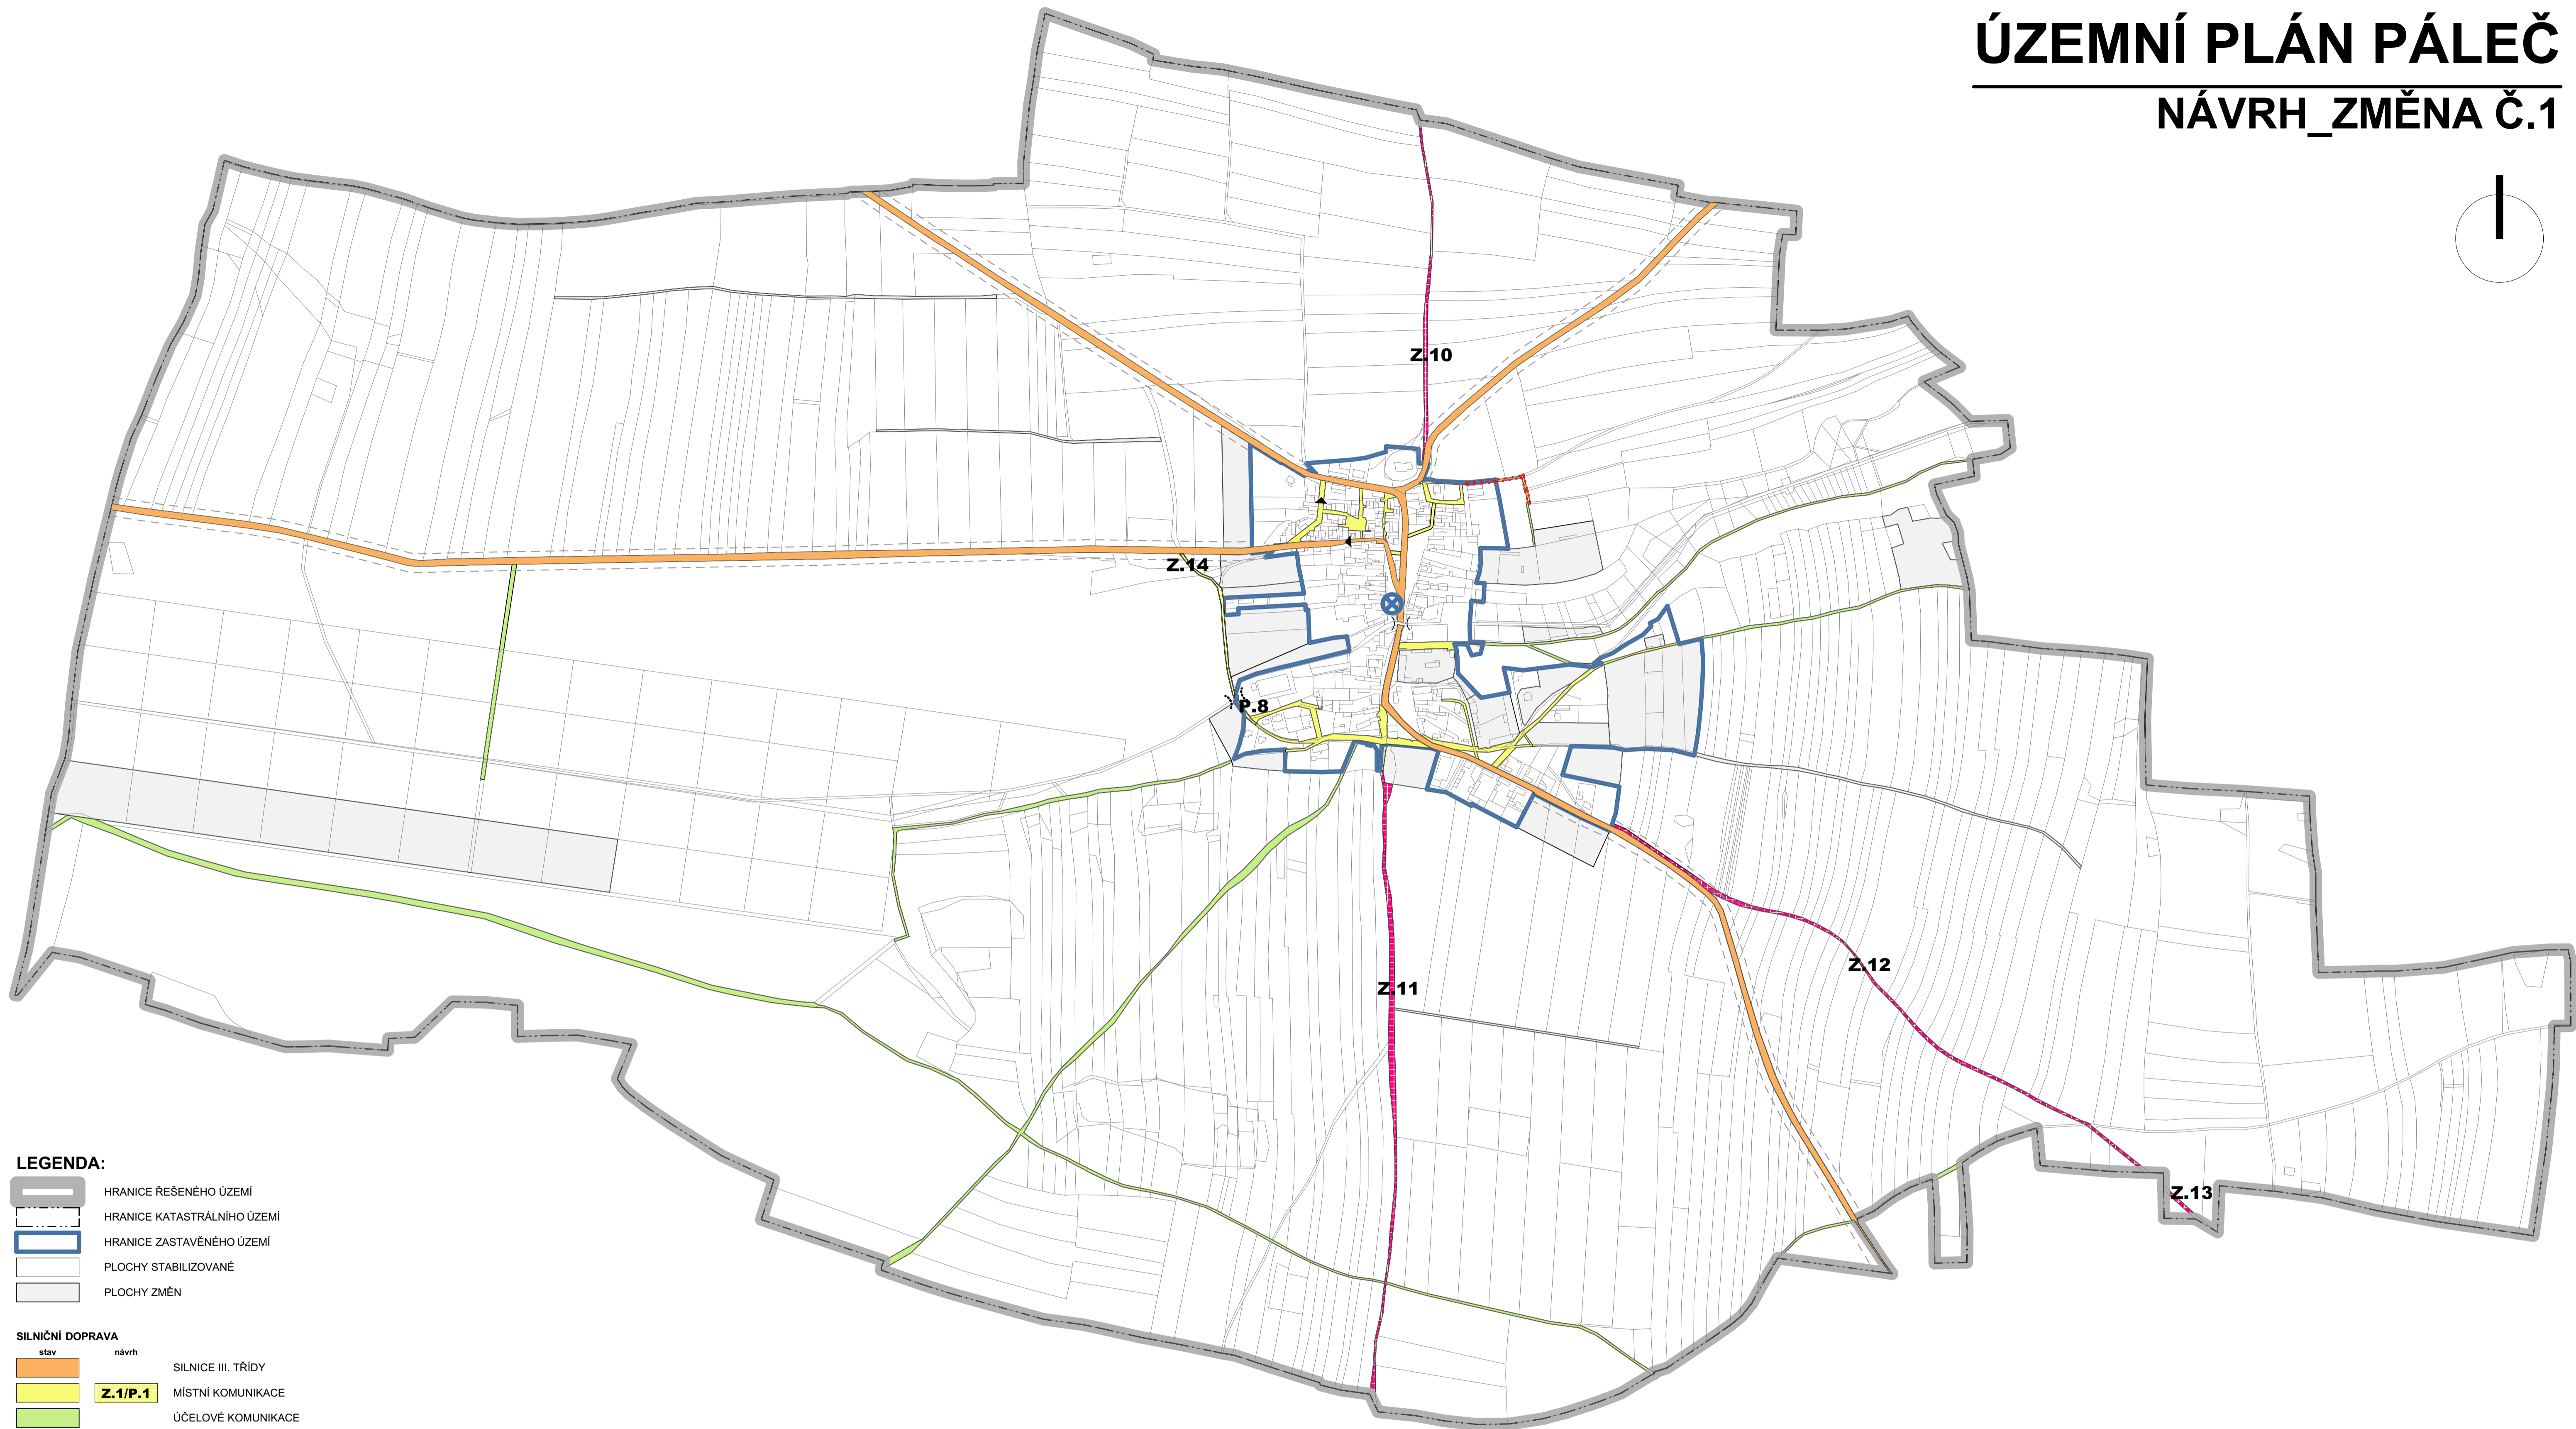 ÚZEMNÍ PLÁN PÁLEČ
NÁVRH_ZMĚNA Č.1
Z.10
Z.14
P.8
Z.12
Z.11
Z.13
LEGENDA:
HRANICE ŘEŠENÉHO ÚZEMÍ
HRANICE KATASTRÁLNÍHO ÚZEMÍ
HRANICE ZASTAVĚNÉHO ÚZEMÍ
PLOCHY STABILIZOVANÉ
PLOCHY ZMĚN
SILNIČNÍ DOPRAVA
stav návrh
SILNICE III. TŘÍDY
Z.1/P.1 MÍSTNÍ KOMUNIKACE
ÚČELOVÉ KOMUNIKACE